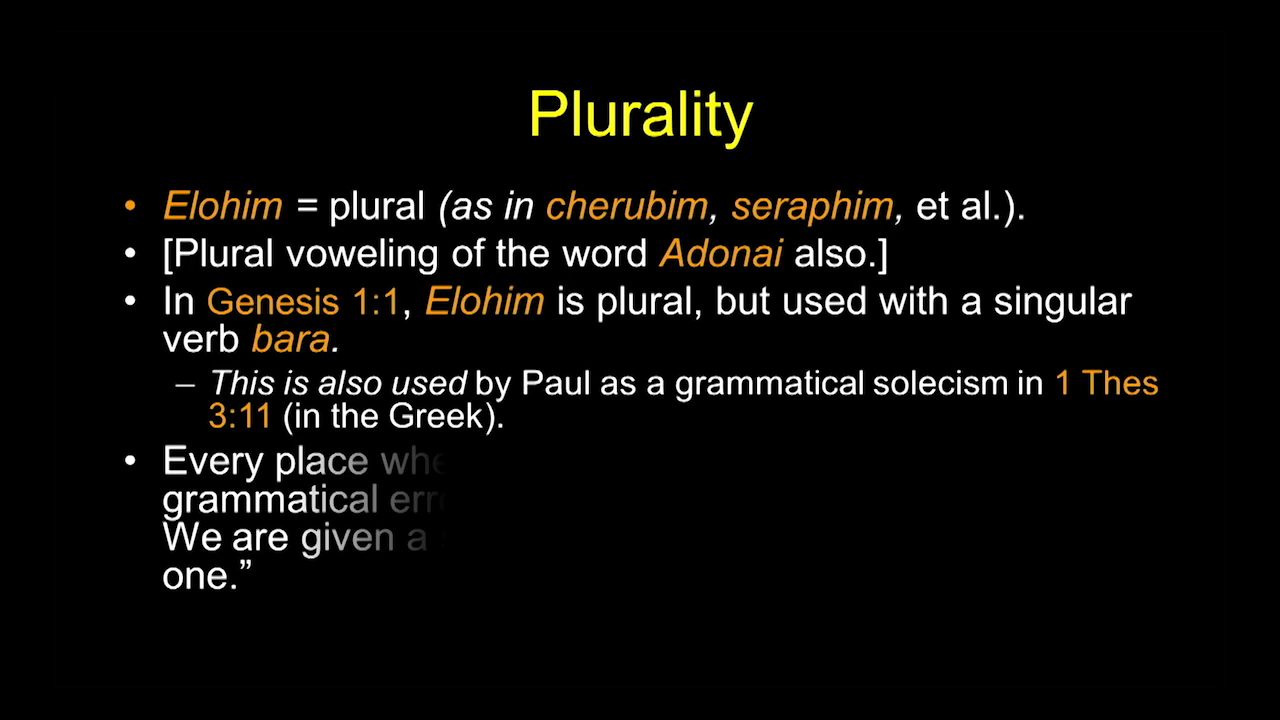 Plurality
• Elohim = plural (as in cherubim, seraphim, et al.).
• [Plural voweling of the word Adonai also.]
• In Genesis 1:1, Elohim is plural, but used with a singular
verb bara.
– This is also used by Paul as a grammatical solecism in 1 Thes
3:11 (in the Greek).
• Every place
grammatical
We are given a
one.”